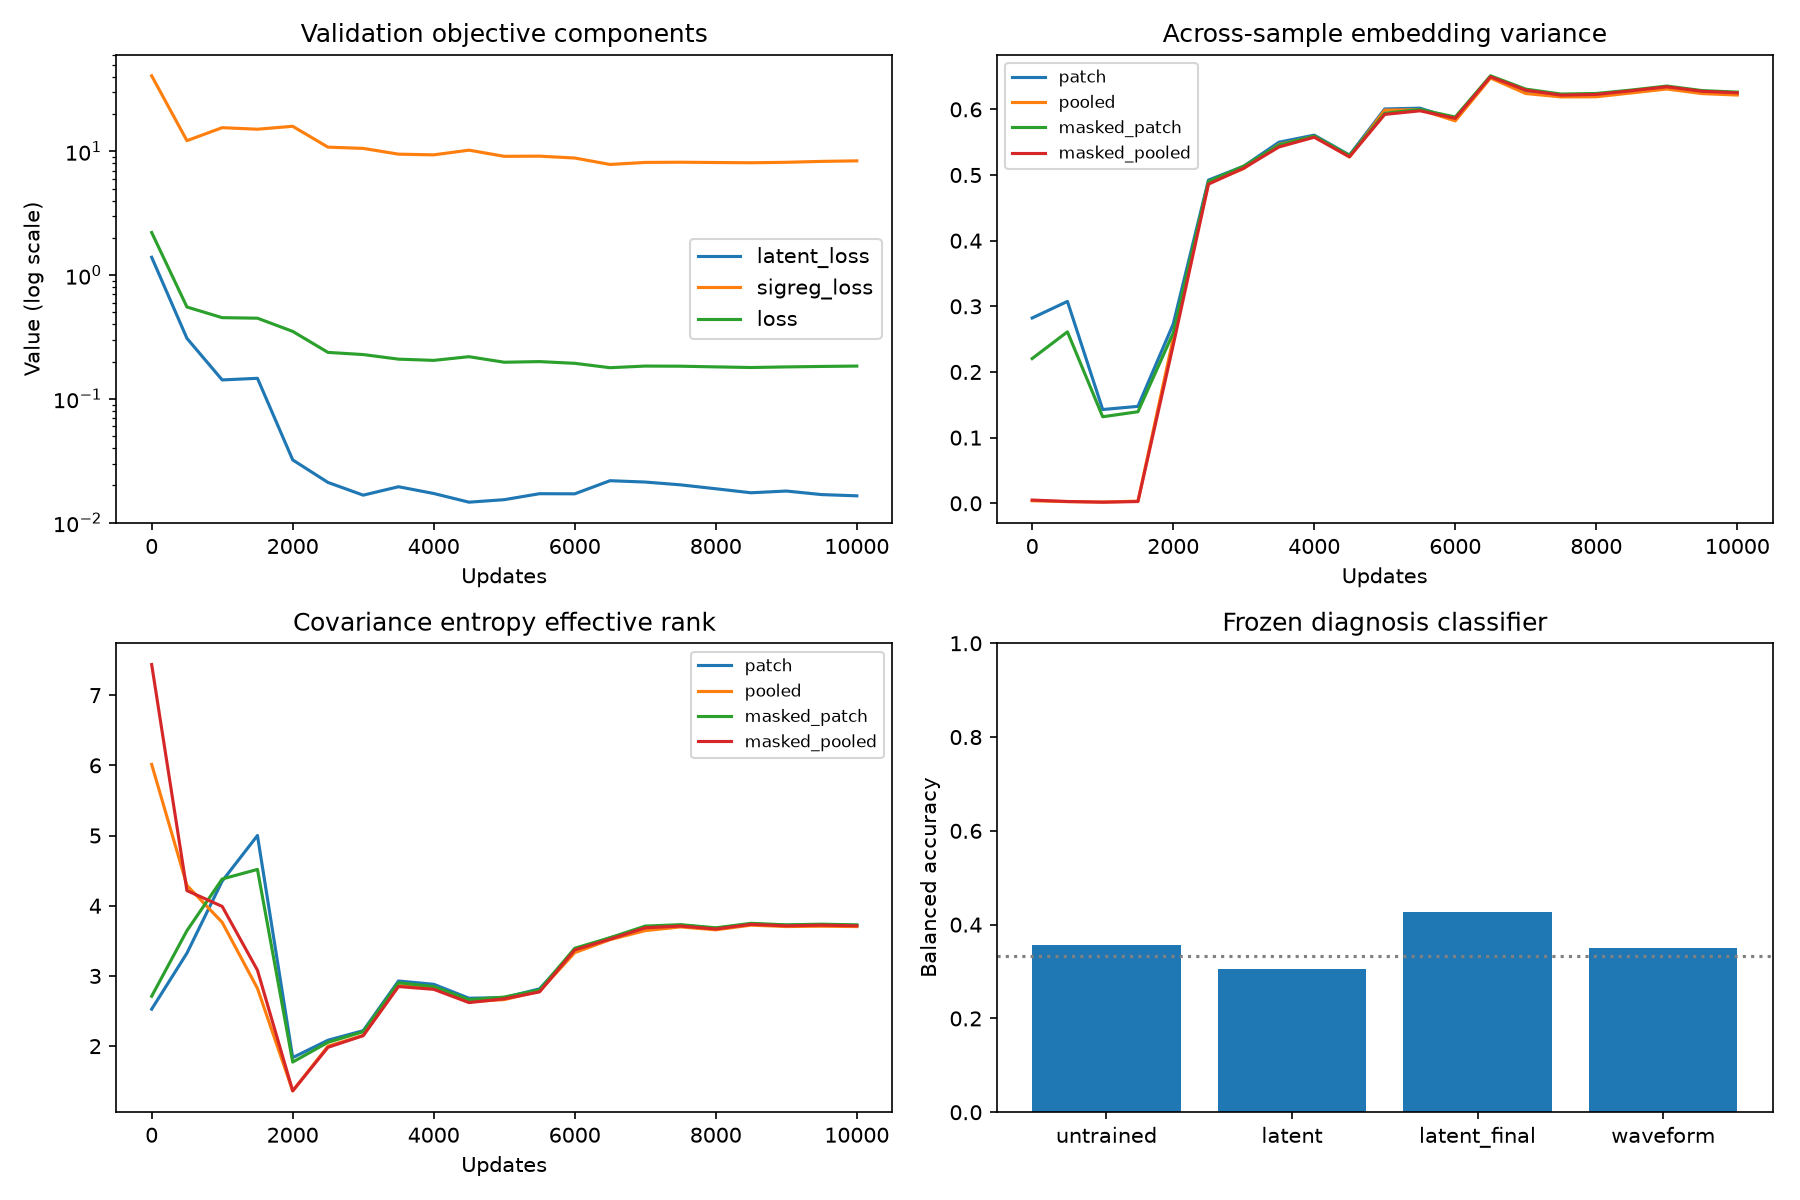 Validation objective components
Value (log scale)
10¹
10⁰
10⁻¹
10⁻²
latent_loss
sigreg_loss
loss
0 2000 4000 6000 8000 10000
Updates
Across-sample embedding variance
patch
pooled
masked_patch
masked_pooled
0.6
0.5
0.4
0.3
0.2
0.1
0.0
0 2000 4000 6000 8000 10000
Updates
Covariance entropy effective rank
patch
pooled
masked_patch
masked_pooled
7
6
5
4
3
2
0 2000 4000 6000 8000 10000
Updates
Frozen diagnosis classifier
Balanced accuracy
1.0
0.8
0.6
0.4
0.2
0.0
untrained latent latent_final waveform